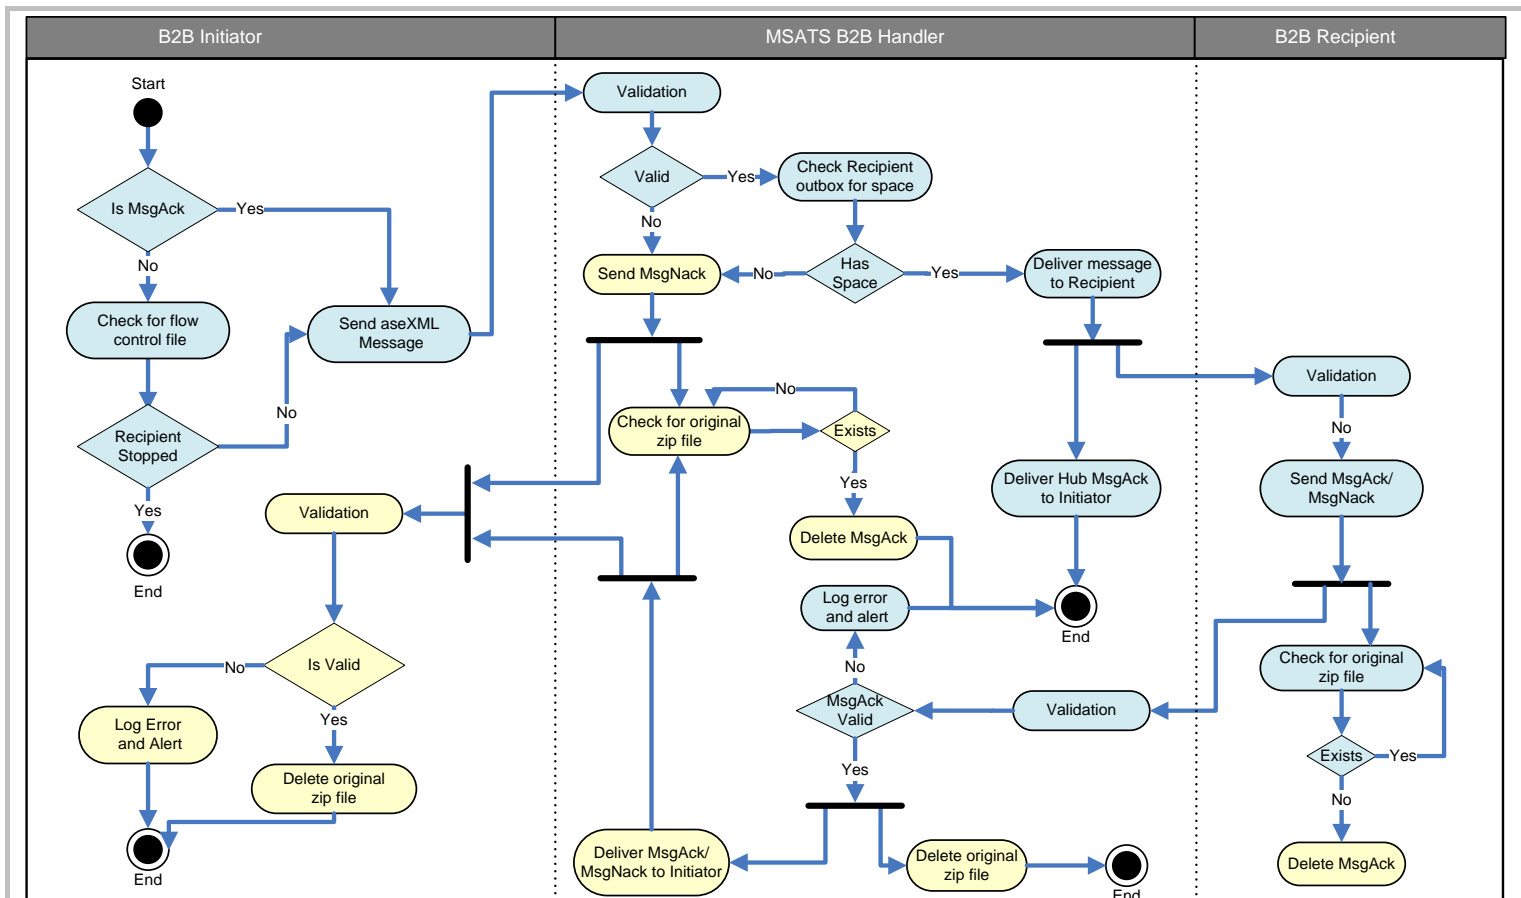 B2B Initiator
MSATS B2B Handler
B2B Recipient
Start
Is MsgAck
Yes
No
Check for flow
control file
Recipient
Stopped
No
Yes
End
Send aseXML
Message
Validation
Is Valid
No
Yes
Log Error
and Alert
Delete original
zip file
End
Validation
Valid
Yes
No
Check Recipient
outbox for space
Send MsgNack
No
Has
Space
Yes
Deliver message
to Recipient
Check for original
zip file
No
Exists
Yes
Delete MsgAck
Deliver Hub MsgAck
to Initiator
Log error
and alert
End
No
MsgAck
Valid
Validation
Yes
Deliver MsgAck/
MsgNack to Initiator
Delete original
zip file
End
Validation
No
Send MsgAck/
MsgNack
Check for original
zip file
Exists
Yes
No
Delete MsgAck